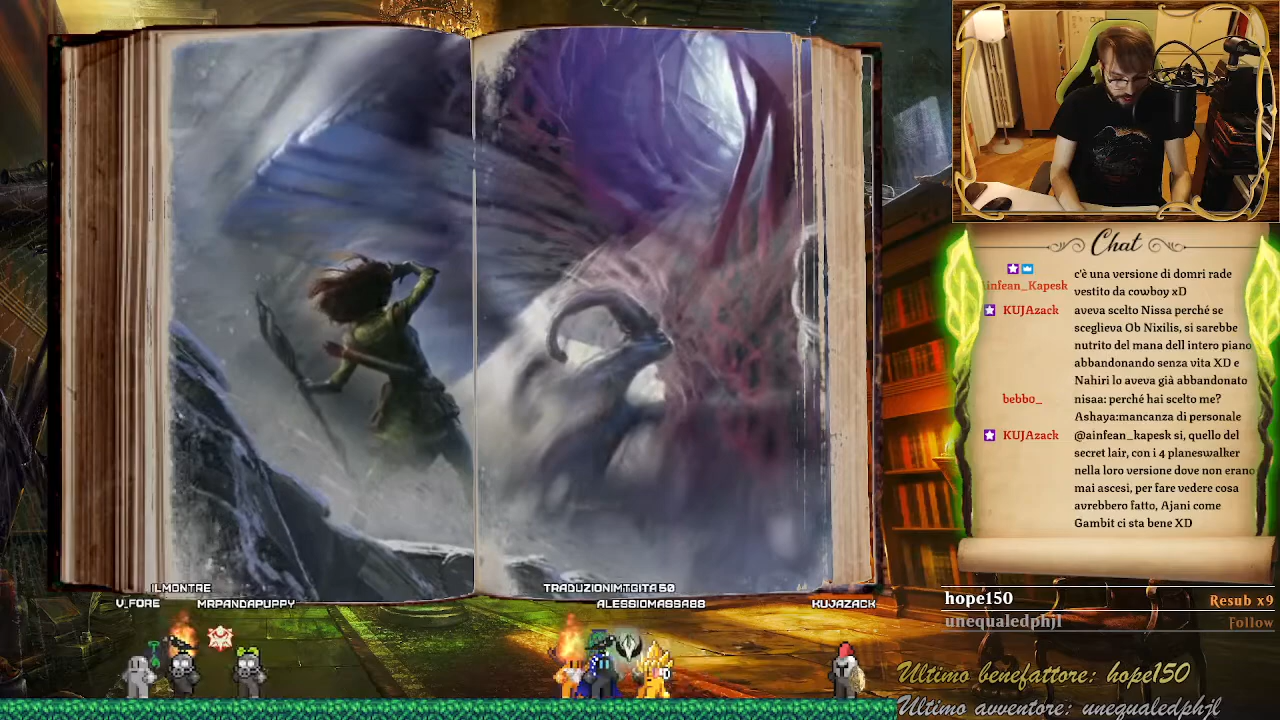 Chat
ainfean_Kapesk
c'è una versione di domri rade
vestito da cowboy xD
KUJAzack
aveva scelto Nissa perché se
sceglieva Ob Nixilis, si sarebbe
nutrito del mana dell intero piano
abbandonando senza vita XD e
Nahiri lo aveva già abbandonato
bebbo_
nisaa: perché hai scelto me?
Ashaya:mancanza di personale
KUJAzack
@ainfean_kapesk si, quello del
secret lair, con i 4 planeswalker
nella loro versione dove non erano
mai ascesi, per fare vedere cosa
avrebbero fatto, Ajani come
Gambit ci sta bene XD
ILMONTRE
V_FORE
MRPANDAPUPPY
TRADUZIONIMTGITA 50
ALESSIOMASSA88
KUJAZACK
hope150
Resub x9
unequaledphjl
Follow
Ultimo benefattore: hope150
Ultimo avventore: unequaledphjl